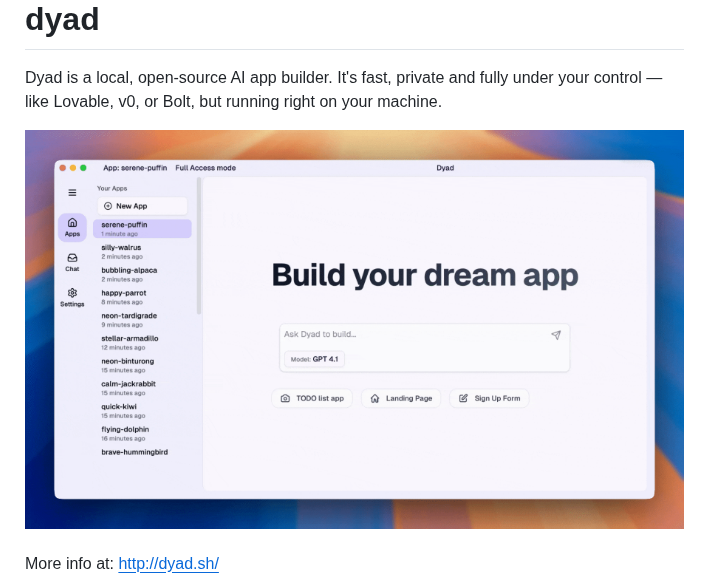 dyad
Dyad is a local, open-source AI app builder. It's fast, private and fully under your control —
like Lovable, v0, or Bolt, but running right on your machine.
App: serene-puffin Full Access mode Dyad
Your Apps
New App
Apps
Chat
Settings
serene-puffin
1 minute ago
silly-walrus
2 minutes ago
bubbling-alpaca
2 minutes ago
happy-parrot
8 minutes ago
neon-tardigrade
9 minutes ago
stellar-armadillo
12 minutes ago
neon-binturong
15 minutes ago
calm-jackrabbit
15 minutes ago
quick-kiwi
15 minutes ago
flying-dolphin
16 minutes ago
brave-hummingbird
Build your dream app
Ask Dyad to build...
Model: GPT 4.1
TODO list app Landing Page Sign Up Form
More info at: http://dyad.sh/